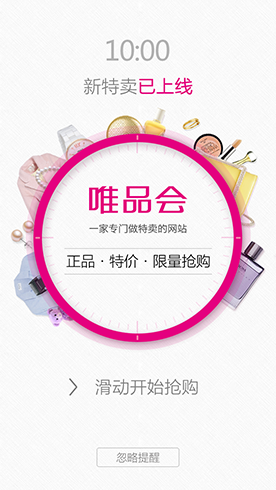 10:00
新特卖已上线
唯品会
一家专门做特卖的网站
正品·特价·限量抢购
滑动开始抢购
忽略提醒